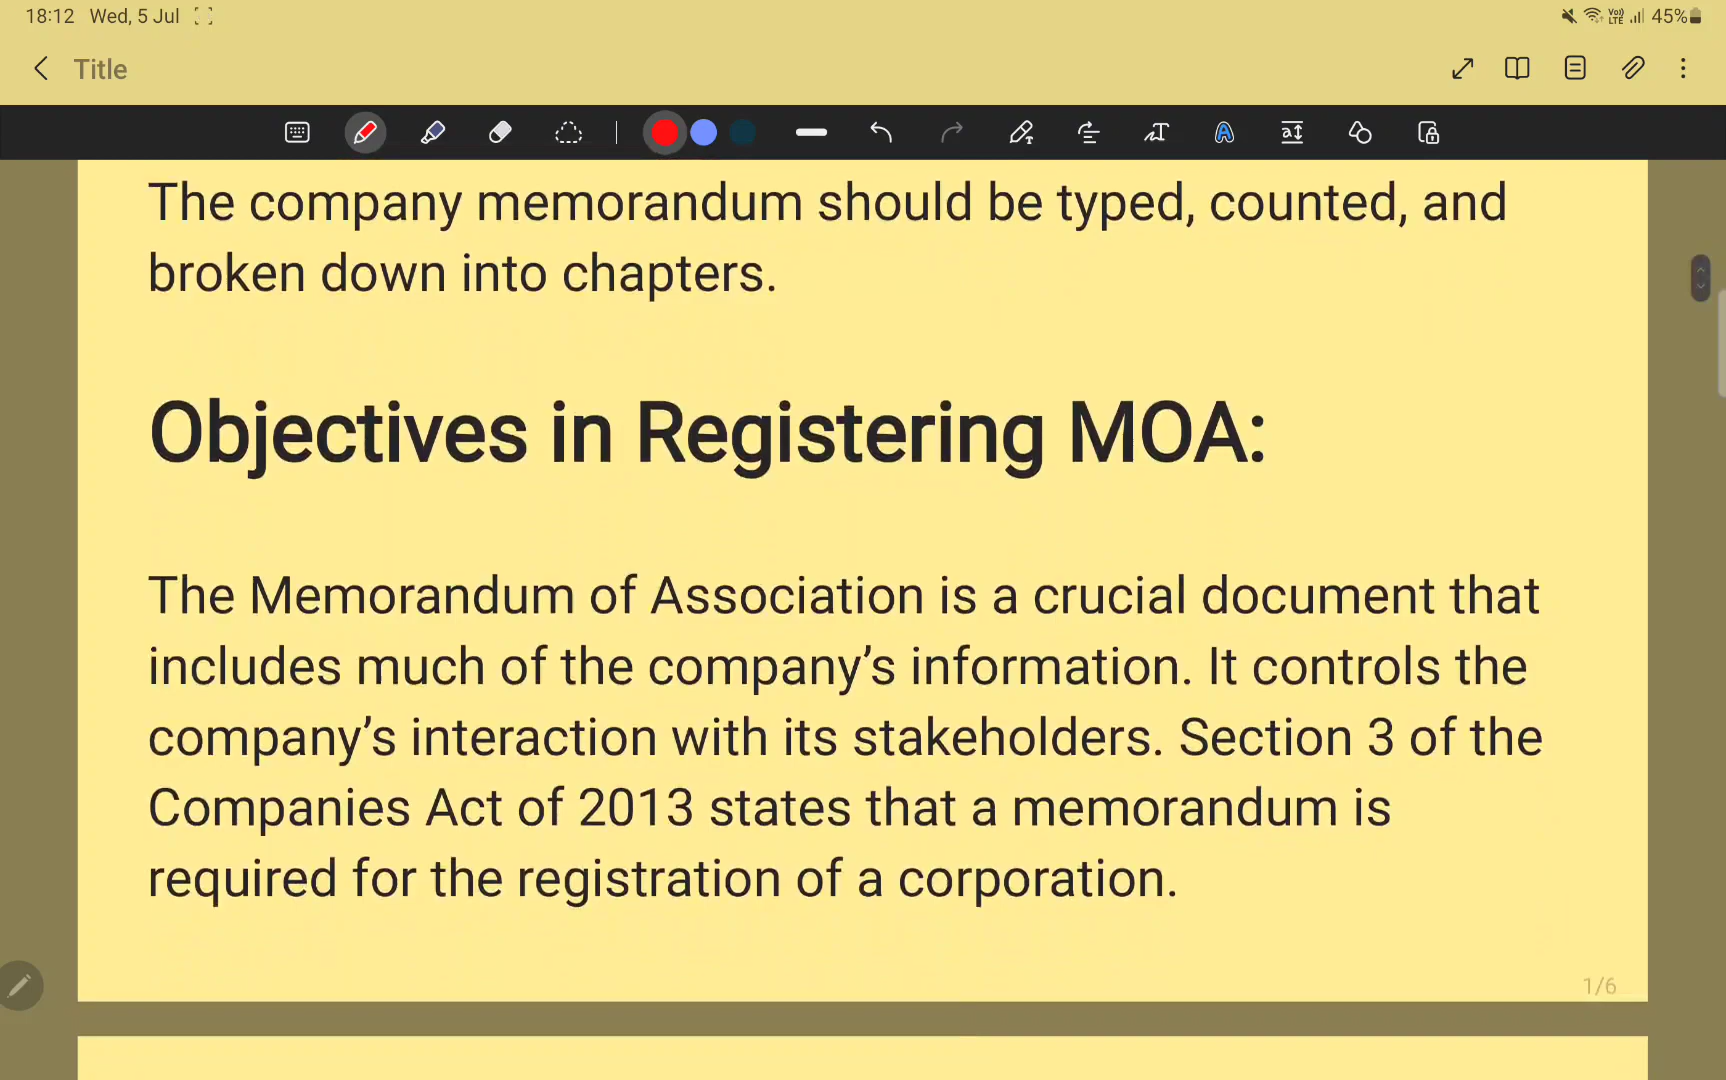 18:12 Wed, 5 Jul 45%
Title
The company memorandum should be typed, counted, and
broken down into chapters.
Objectives in Registering MOA:
The Memorandum of Association is a crucial document that
includes much of the company’s information. It controls the
company’s interaction with its stakeholders. Section 3 of the
Companies Act of 2013 states that a memorandum is
required for the registration of a corporation.
1/6